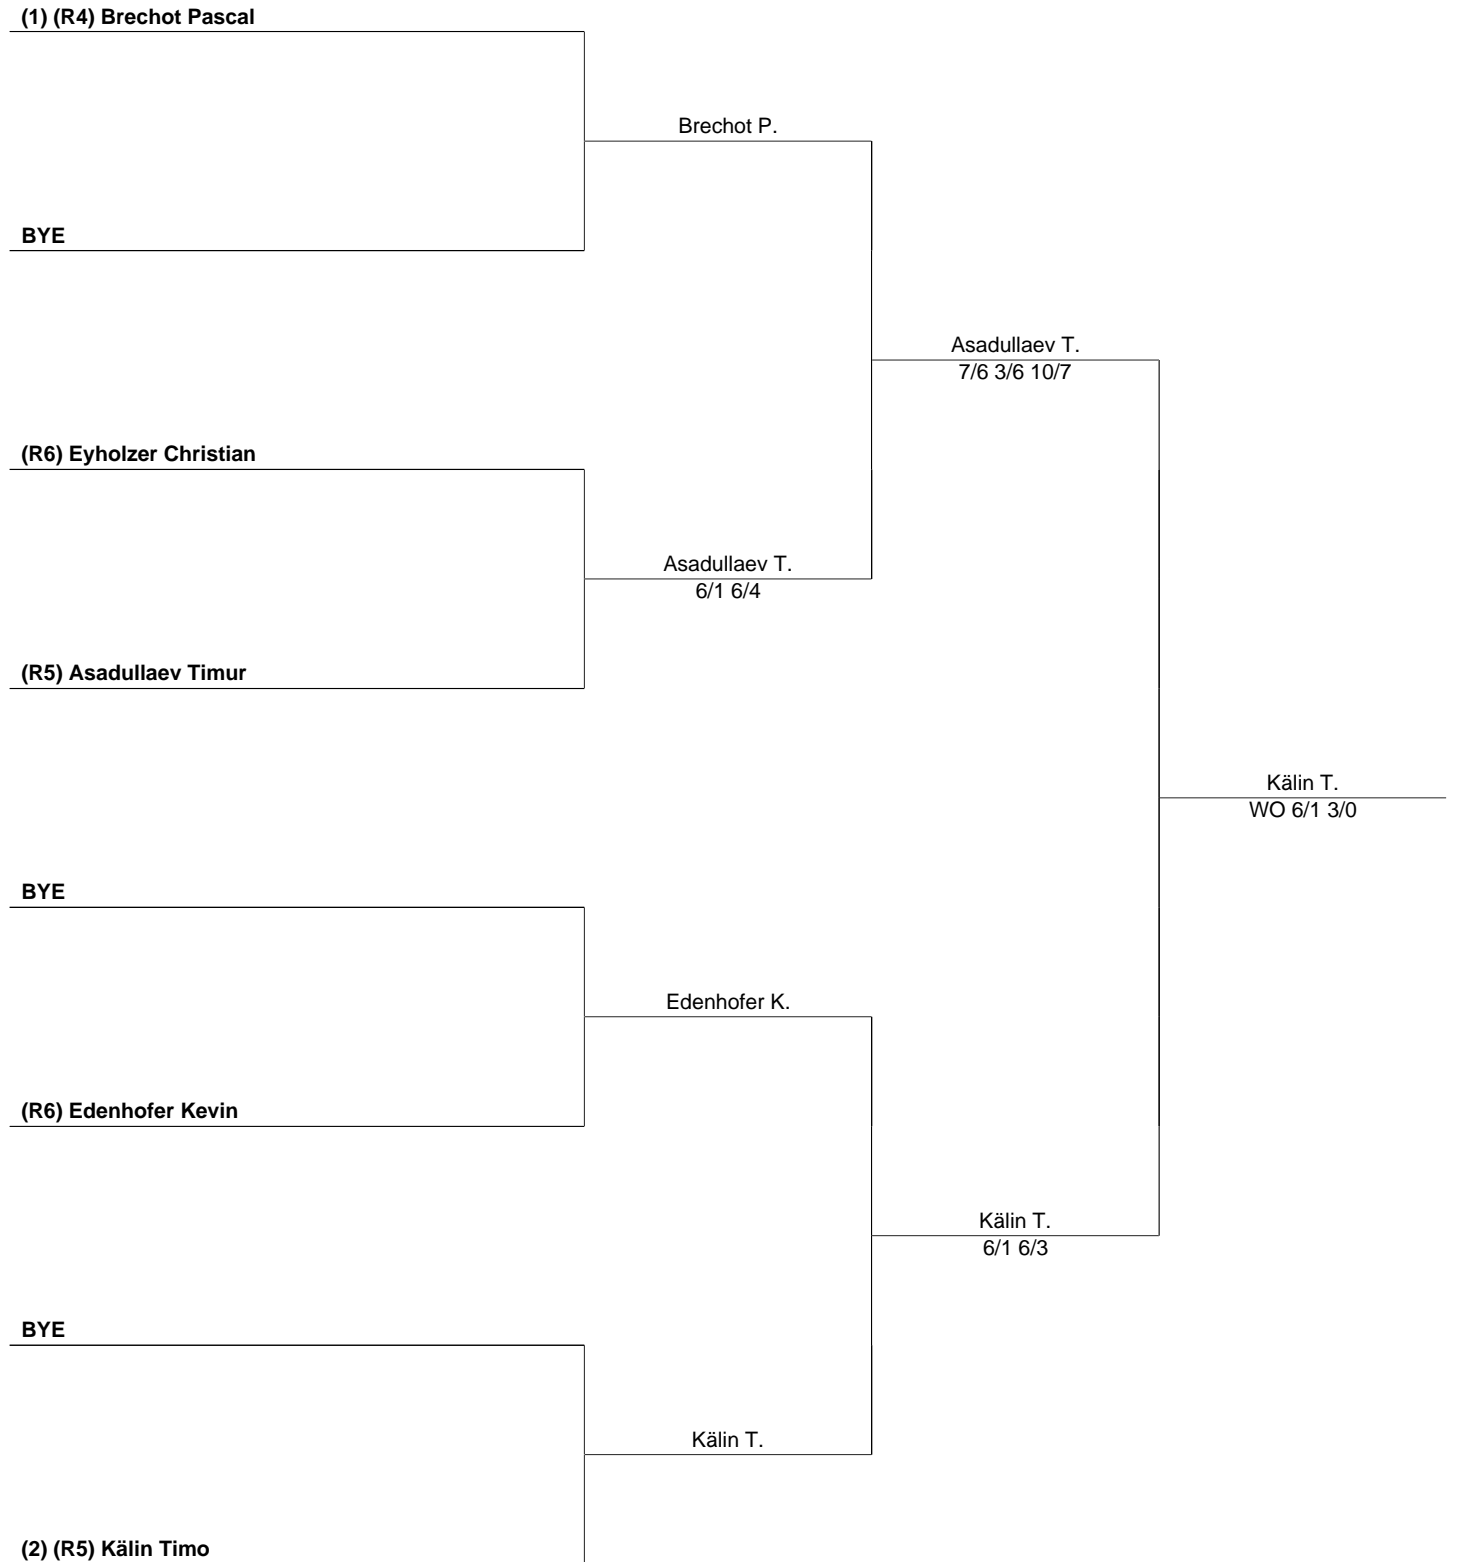 (1) (R4) Brechot Pascal
Brechot P.
BYE
Asadullaev T.
7/6 3/6 10/7
(R6) Eyholzer Christian
Asadullaev T.
6/1 6/4
(R5) Asadullaev Timur
Kälin T.
WO 6/1 3/0
BYE
Edenhofer K.
(R6) Edenhofer Kevin
Kälin T.
6/1 6/3
BYE
Kälin T.
(2) (R5) Kälin Timo